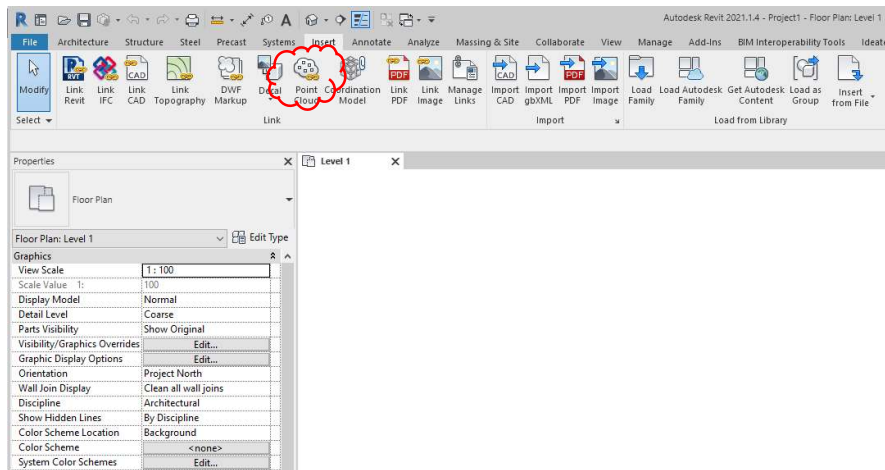 Autodesk Revit 2021.1.4 - Project1 - Floor Plan: Level 1
File Architecture Structure Steel Precast Systems Insert Annotate Analyze Massing & Site Collaborate View Manage Add-Ins BIM Interoperability Tools Ideate
Modify Link Revit Link IFC Link CAD Link Topography DWF Markup Decal Point Cloud Coordination Model Link PDF Link Image Manage Links Import CAD Import gbXML Import PDF Import Image Load Family Load Autodesk Family Get Autodesk Content Load as Group Insert from File
Select Link Import Load from Library
Properties X Level 1 X
Floor Plan
Floor Plan: Level 1 Edit Type
Graphics
View Scale 1 : 100
Scale Value 1: 100
Display Model Normal
Detail Level Coarse
Parts Visibility Show Original
Visibility/Graphics Overrides Edit...
Graphic Display Options Edit...
Orientation Project North
Wall Join Display Clean all wall joins
Discipline Architectural
Show Hidden Lines By Discipline
Color Scheme Location Background
Color Scheme <none>
System Color Schemes Edit...